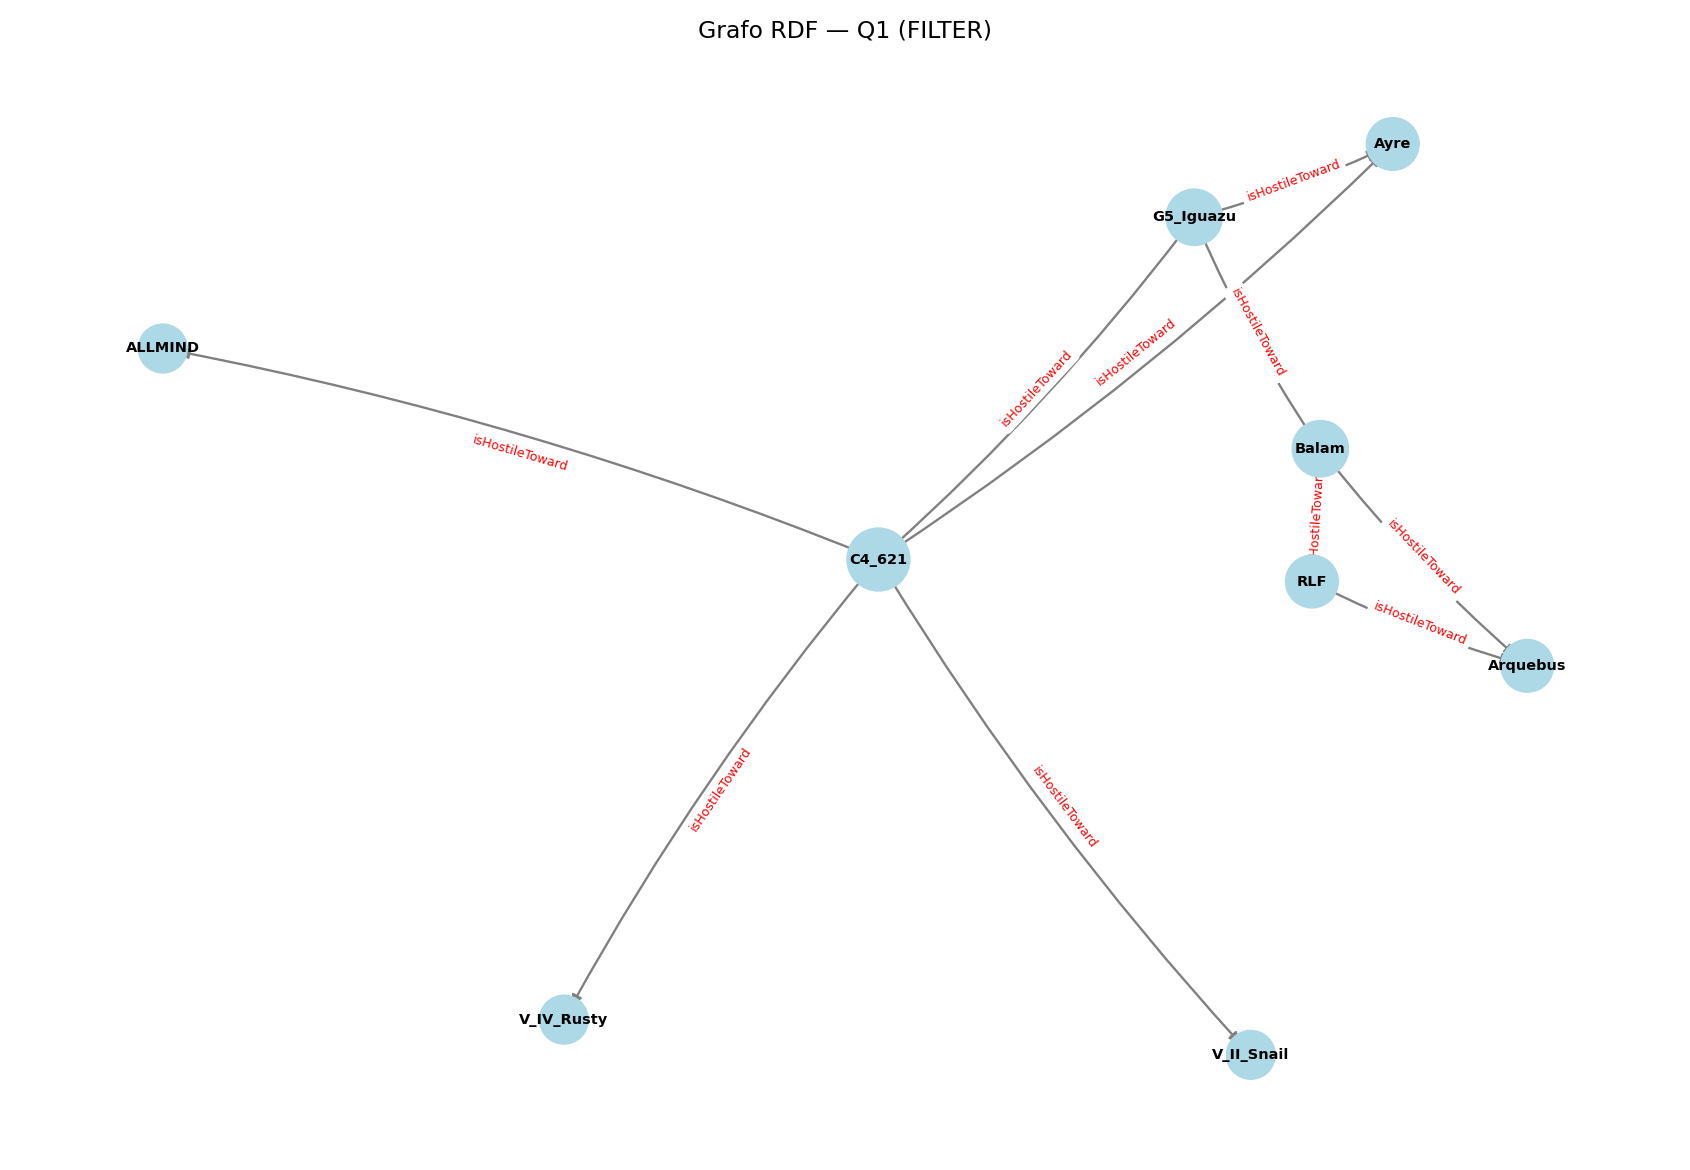 Grafo RDF — Q1 (FILTER)
Ayre
isHostileToward
G5_Iguazu
isHostileToward
ALLMIND
isHostileToward
isHostileToward
isHostileToward
Balam
HostileTowar
isHostileToward
C4_621
RLF
isHostileToward
Arquebus
isHostileToward
isHostileToward
V_IV_Rusty
V_II_Snail